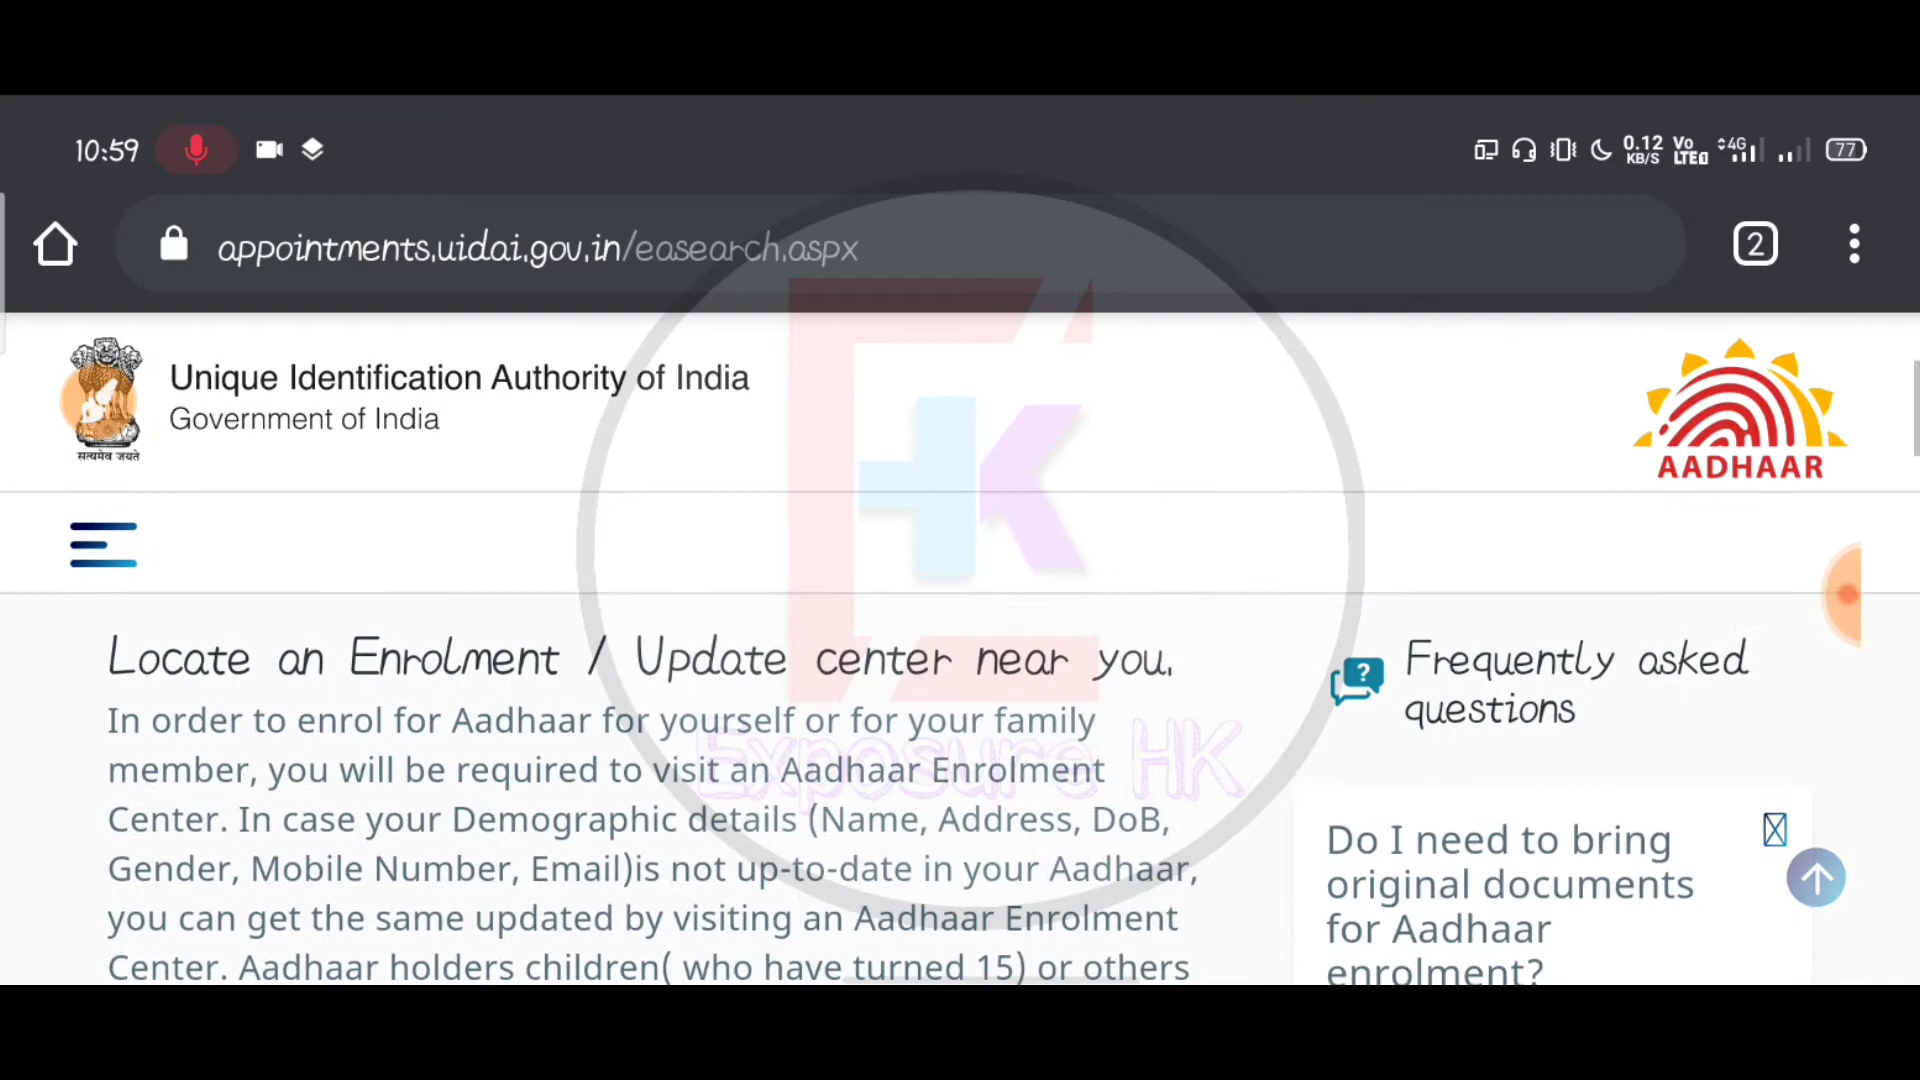 10:59
0.12
KB/S
Vo
LTE
4G
77
appointments.uidai.gov.in/easearch.aspx
2
Unique Identification Authority of India
Government of India
सत्यमेव जयते
AADHAAR
Locate an Enrolment / Update center near you.
In order to enrol for Aadhaar for yourself or for your family
member, you will be required to visit an Aadhaar Enrolment
Center. In case your Demographic details (Name, Address, DoB,
Gender, Mobile Number, Email)is not up-to-date in your Aadhaar,
you can get the same updated by visiting an Aadhaar Enrolment
Center. Aadhaar holders children( who have turned 15) or others
Frequently asked
questions
Do I need to bring
original documents
for Aadhaar
enrolment?
Exposure HK